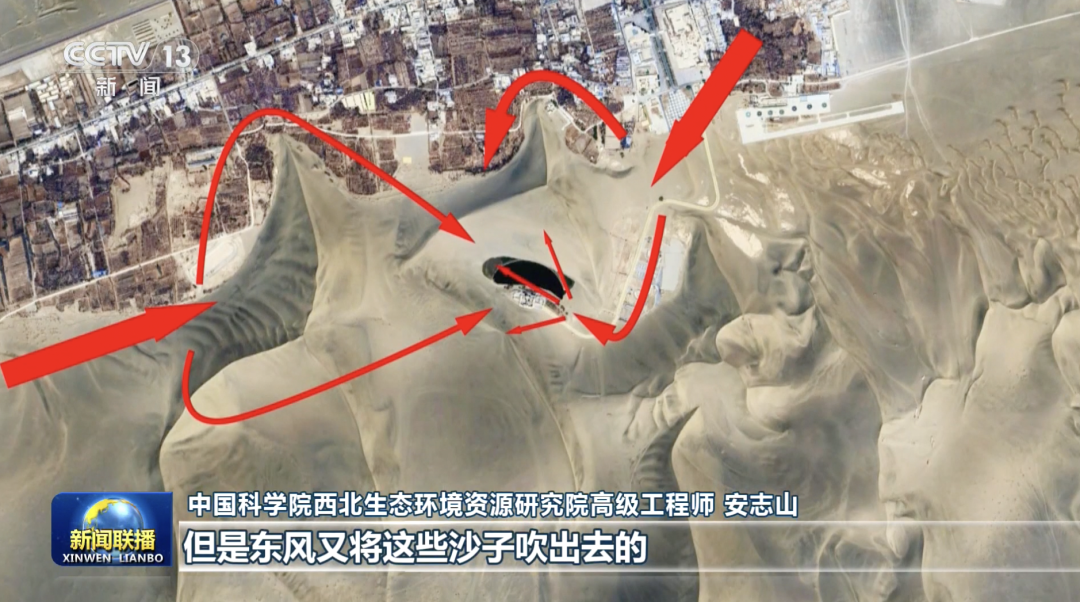 CCTV 13
新闻
中国科学院西北生态环境资源研究院高级工程师 安志山
新闻联播
XINWEN LIANBO
但是东风又将这些沙子吹出去的